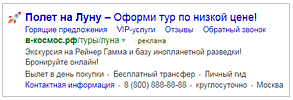 Полет на Луну – Оформи тур по низкой цене!
Горящие предложения VIP-услуги Отзывы Обратный звонок
в-космос.рф/туры/луна реклама
Экскурсия на Рейнер Гамма и базу инопланетной разведки!
Бронируйте онлайн!
Вылет в день покупки · Бесплатный трансфер · Личный гид
Контактная информация · 8 (800) 888-88-88 · круглосуточно · Москва